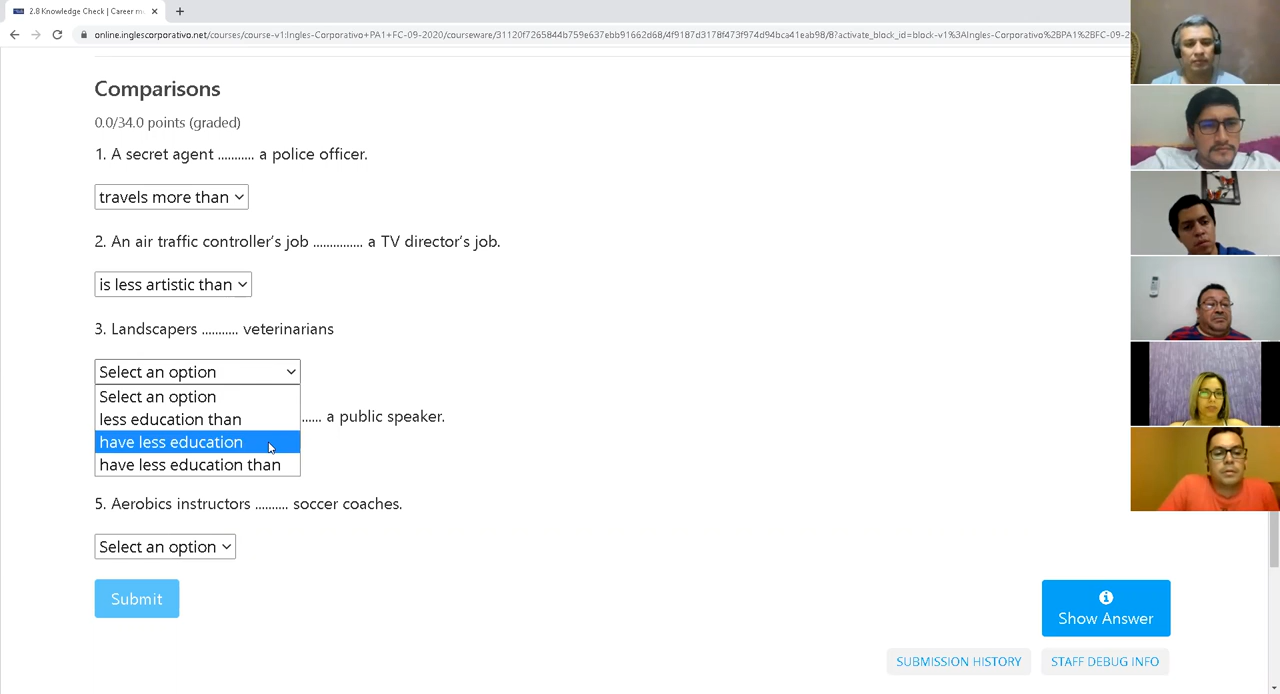 2.8 Knowledge Check | Career m
online.inglescorporativo.net/courses/course-v1:Ingles-Corporativo+PA1+FC-09-2020/courseware/31120f7265844b759e637ebb91662d68/4f9187d3178f473f974d94bca41eab98/8?activate_block_id=block-v1%3AIngles-Corporativo%2BPA1%2BFC-09-2
Comparisons
0.0/34.0 points (graded)
1. A secret agent ........... a police officer.
travels more than
2. An air traffic controller's job ............... a TV director's job.
is less artistic than
3. Landscapers ........... veterinarians
Select an option
Select an option
less education than
...... a public speaker.
have less education
have less education than
5. Aerobics instructors .......... soccer coaches.
Select an option
Submit
Show Answer
SUBMISSION HISTORY STAFF DEBUG INFO